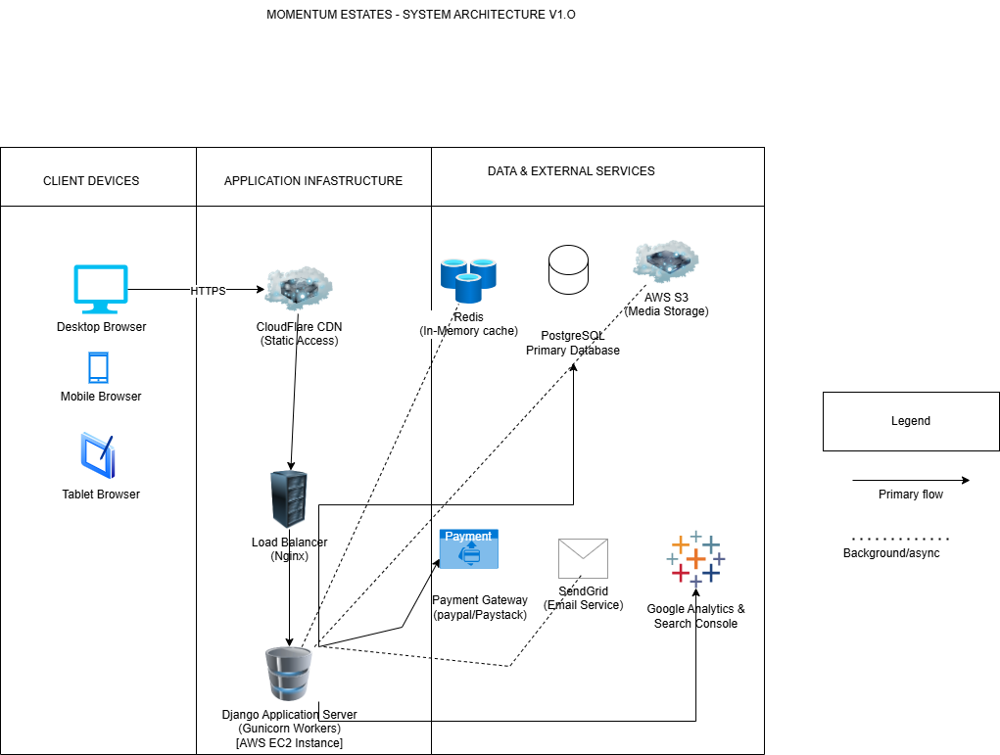 MOMENTUM ESTATES - SYSTEM ARCHITECTURE V1.O
CLIENT DEVICES
APPLICATION INFASTRUCTURE
DATA & EXTERNAL SERVICES
Desktop Browser
Mobile Browser
Tablet Browser
HTTPS
CloudFlare CDN
(Static Access)
Load Balancer
(Nginx)
Django Application Server
(Gunicorn Workers)
[AWS EC2 Instance]
Redis
(In-Memory cache)
PostgreSQL
Primary Database
AWS S3
(Media Storage)
Payment
Payment Gateway
(paypal/Paystack)
SendGrid
(Email Service)
Google Analytics &
Search Console
Legend
Primary flow
Background/async